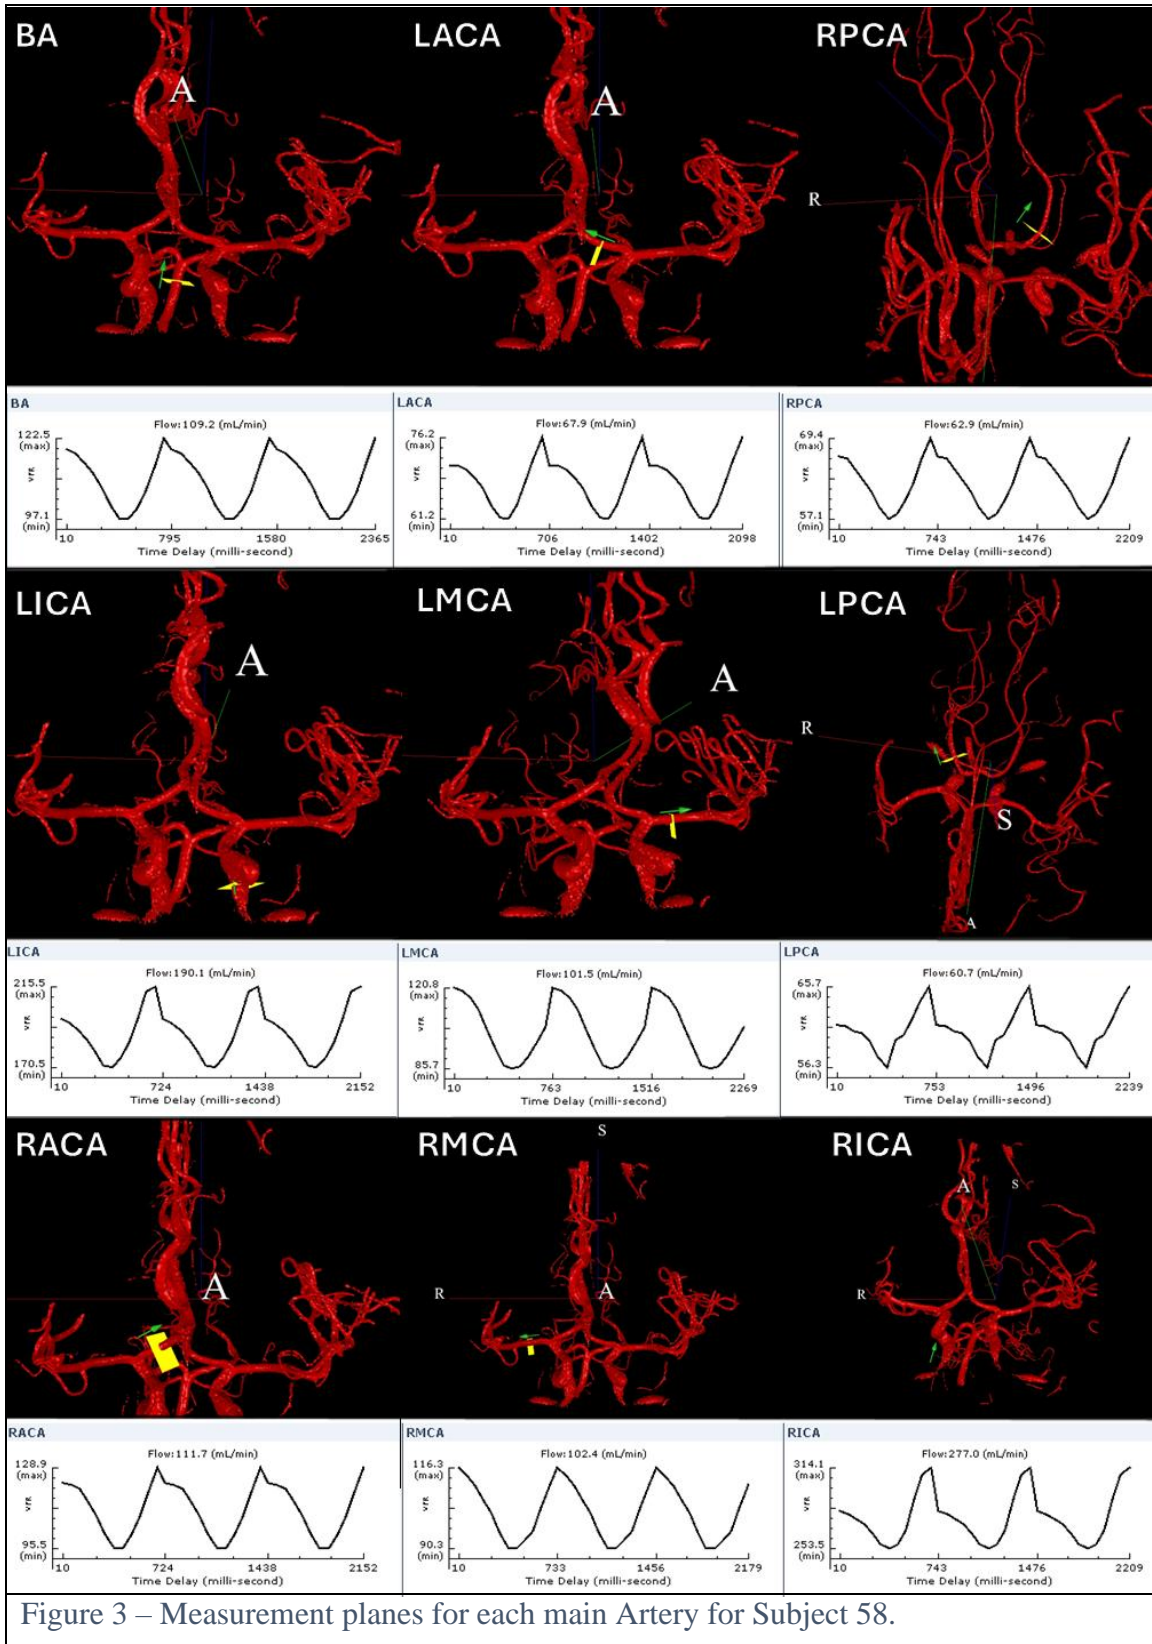 BA
LACA
RPCA
A
A
R
BA
Flow:109.2 (mL/min)
122.5
(max)
VFR
97.1
(min)
10 795 1580 2365
Time Delay (milli-second)
LACA
Flow:67.9 (mL/min)
76.2
(max)
VFR
61.2
(min)
10 706 1402 2098
Time Delay (milli-second)
RPCA
Flow:62.9 (mL/min)
69.4
(max)
VFR
57.1
(min)
10 743 1476 2209
Time Delay (milli-second)
LICA
LMCA
LPCA
A
A
R
S
A
LICA
Flow:190.1 (mL/min)
215.5
(max)
VFR
170.5
(min)
10 724 1438 2152
Time Delay (milli-second)
LMCA
Flow:101.5 (mL/min)
120.8
(max)
VFR
85.7
(min)
10 763 1516 2269
Time Delay (milli-second)
LPCA
Flow:60.7 (mL/min)
65.7
(max)
VFR
56.3
(min)
10 753 1496 2239
Time Delay (milli-second)
RACA
RMCA
RICA
A
S
R
A
A
S
R
RACA
Flow:111.7 (mL/min)
128.9
(max)
VFR
95.5
(min)
10 724 1438 2152
Time Delay (milli-second)
RMCA
Flow:102.4 (mL/min)
116.3
(max)
VFR
90.3
(min)
10 733 1456 2179
Time Delay (milli-second)
RICA
Flow:277.0 (mL/min)
314.1
(max)
VFR
253.5
(min)
10 743 1476 2209
Time Delay (milli-second)
Figure 3 – Measurement planes for each main Artery for Subject 58.